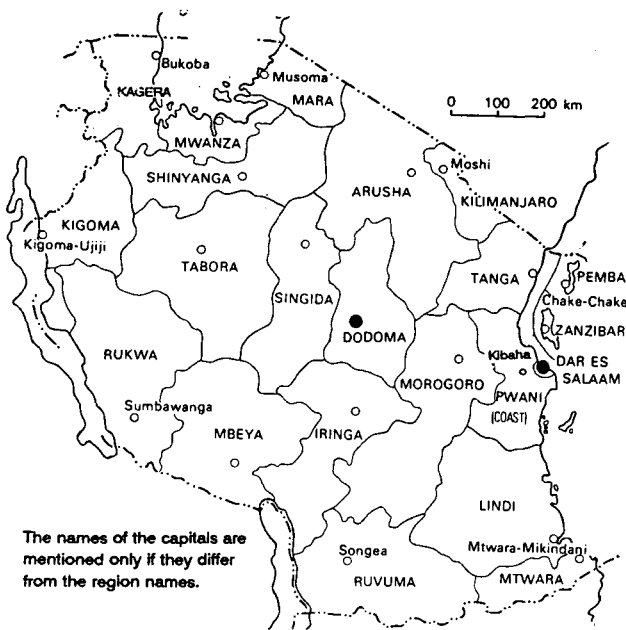 Bukoba
Musoma
KAGERA
MARA
0 100 200 km
MWANZA
Moshi
SHINYANGA
ARUSHA
KILIMANJARO
KIGOMA
Kigoma-Ujiji
TABORA
TANGA
PEMBA
SINGIDA
Chake-Chake
ZANZIBAR
DODOMA
RUKWA
Kibaha
DAR ES
SALAAM
MOROGORO
PWANI
(COAST)
Sumbawanga
MBEYA
IRINGA
LINDI
The names of the capitals are
mentioned only if they differ
from the region names.
Songea
Mtwara-Mikindani
RUVUMA
MTWARA